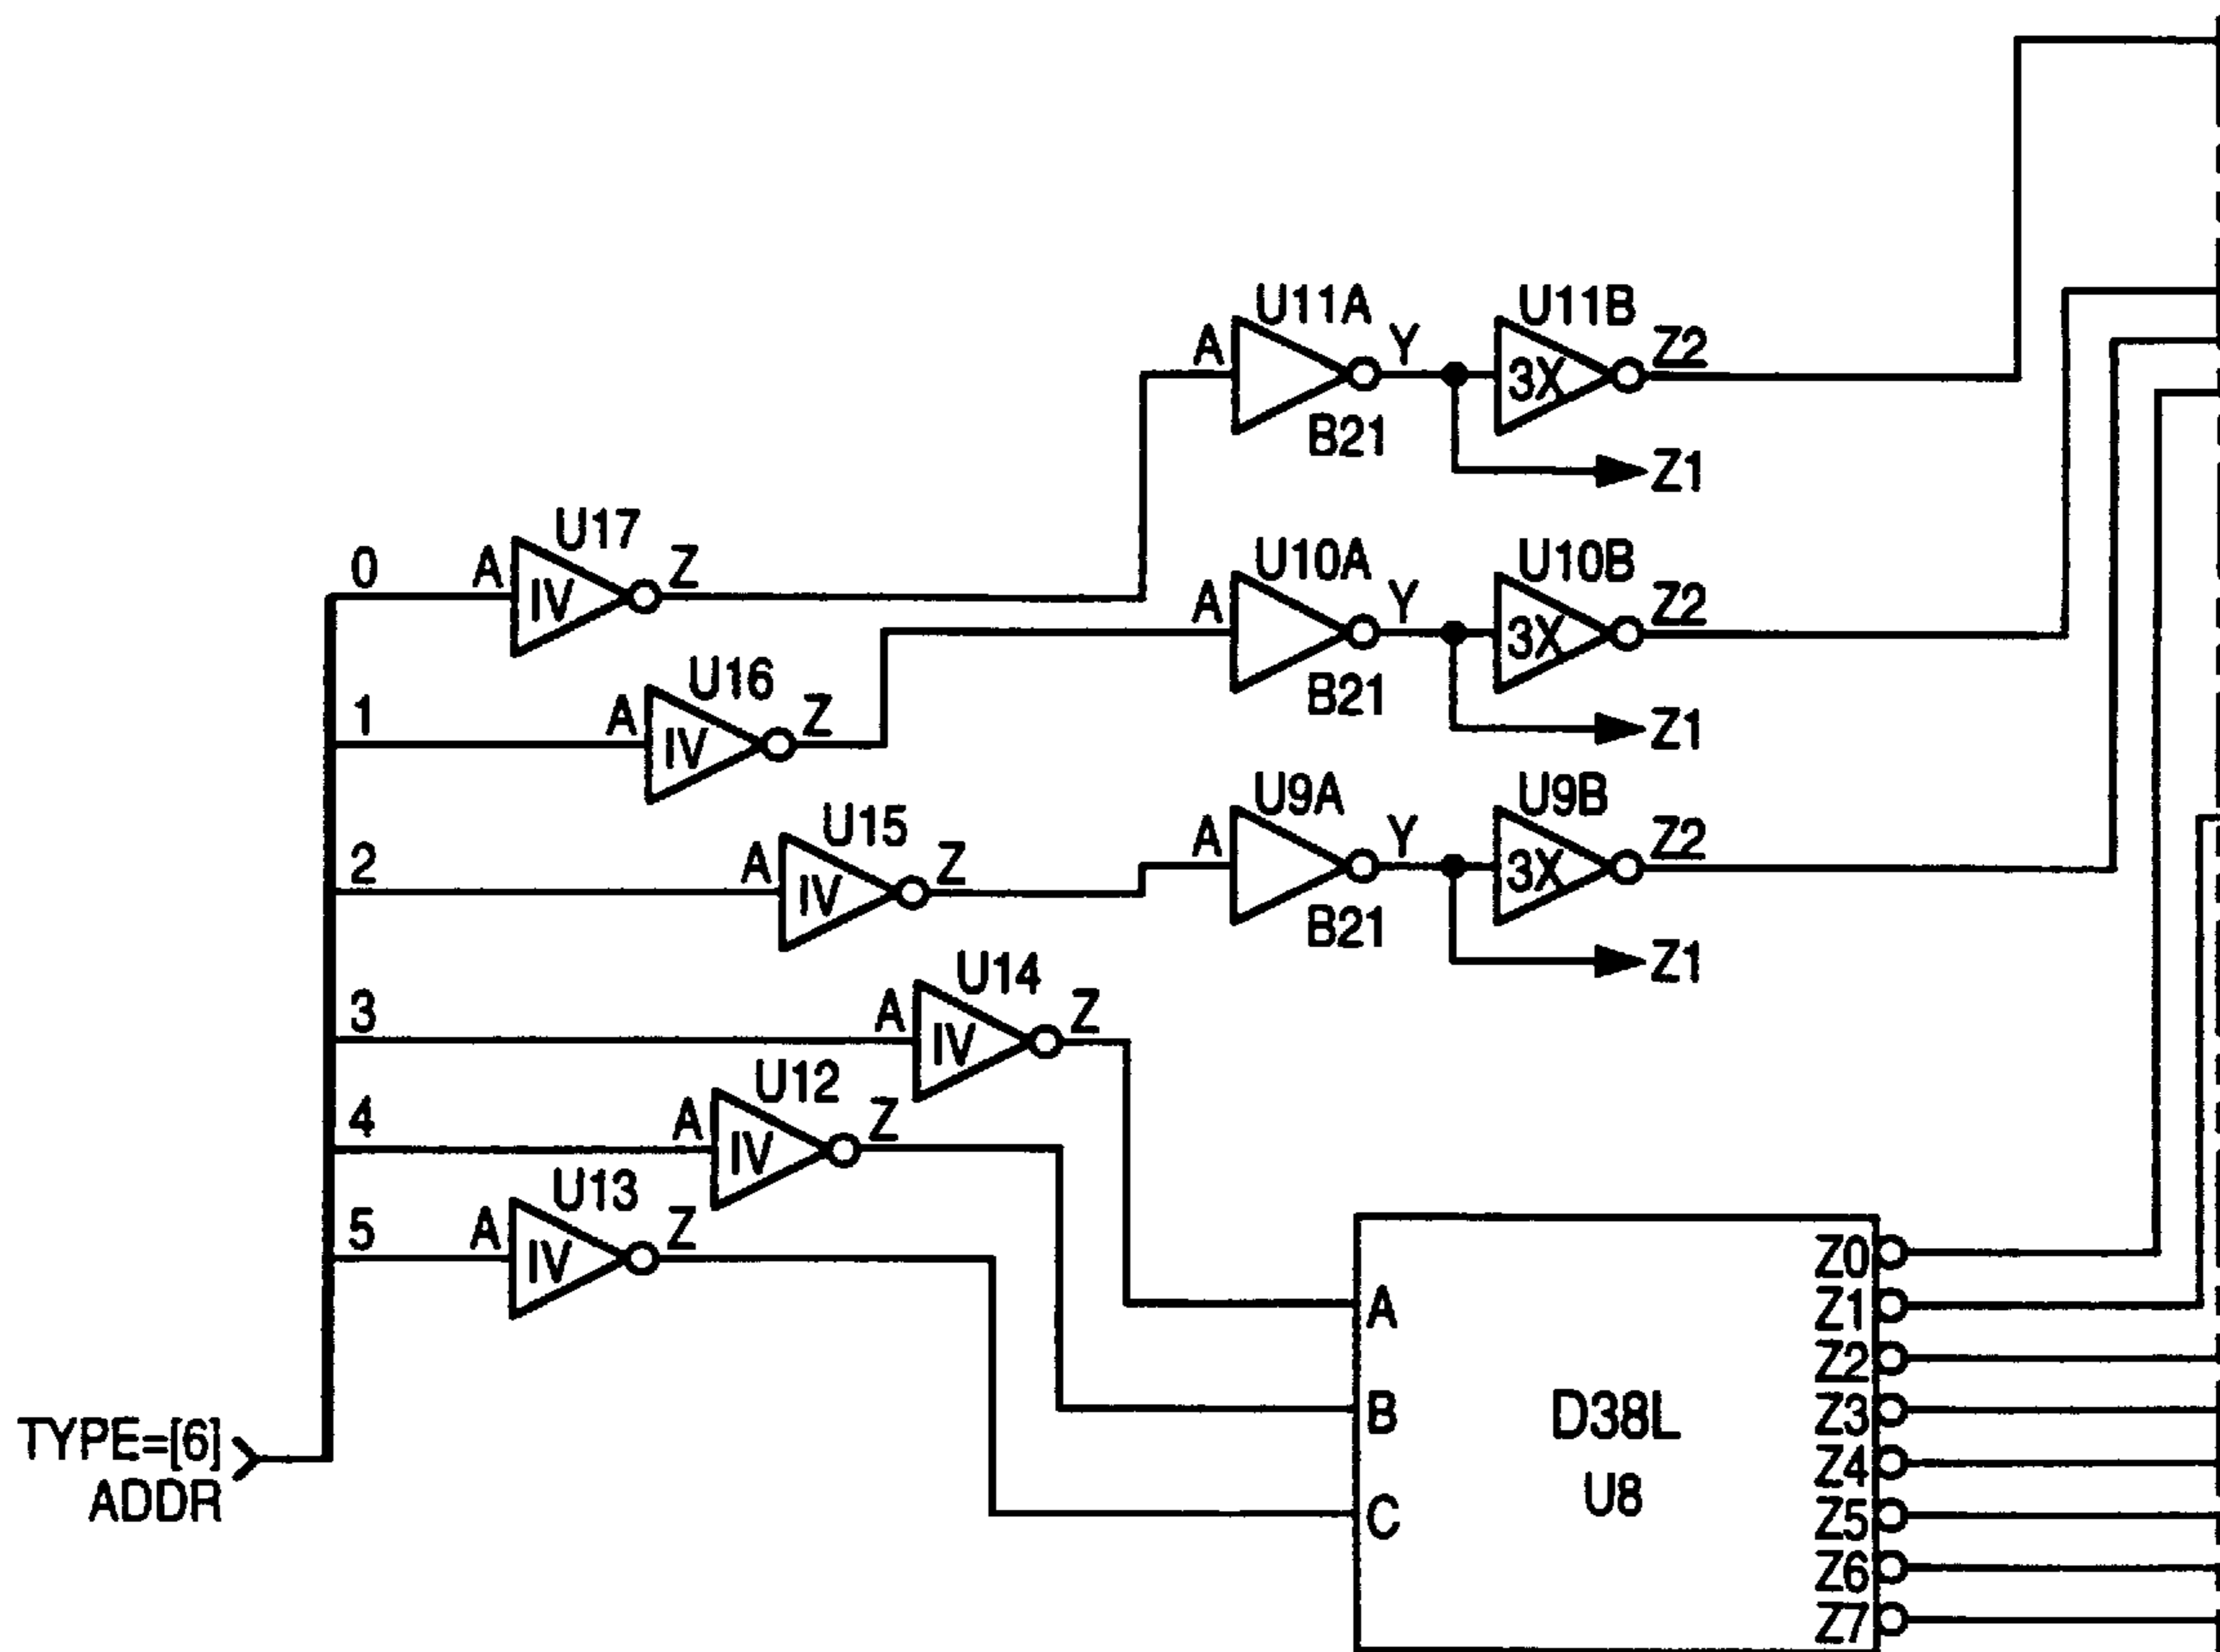 U11A
U11B
A
Y
Z2
3X
B21
Z1
U17
U10A
U10B
0
A
IV
Z
A
Y
Z2
3X
U16
B21
1
A
IV
Z
Z1
U9A
U9B
U15
2
A
IV
Z
A
Y
Z2
3X
B21
U14
Z1
3
A
IV
Z
U12
4
A
IV
Z
U13
5
A
IV
Z
Z0
A
Z1
Z2
B
D38L
Z3
TYPE=[6]
Z4
ADDR
U8
C
Z5
Z6
Z7